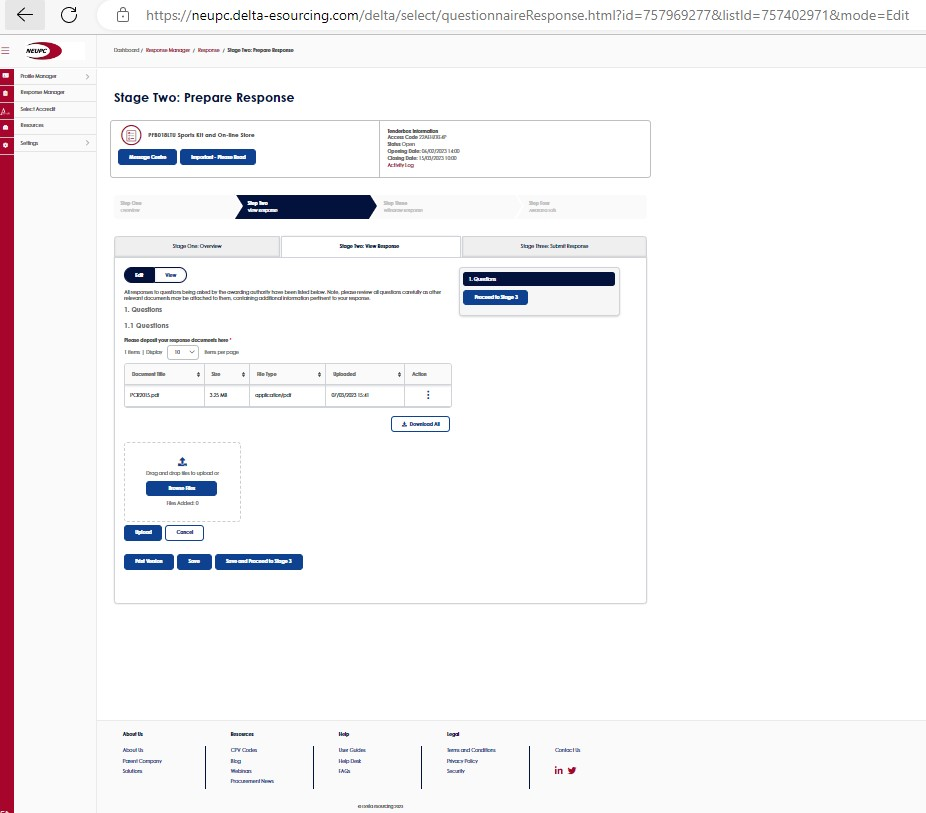 https://neupc.delta-esourcing.com/delta/select/questionnaireResponse.html?id=757969277&listId=757402971&mode=Edit
NEUPC
Dashboard / Response Manager / Response / Stage Two: Prepare Response
Profile Manager
Response Manager
Select Accredit
Resources
Settings
Stage Two: Prepare Response
PFB018LTU Sports Kit and On-line Store
Message Centre
Important - Please Read
Tenderbox Information
Access Code
Status Open
Opening Date: 06/02/2023 14:00
Closing Date: 15/03/2023 10:00
Activity Log
Step One
overview
Step Two
view response
Step Three
Step Four
Stage One: Overview
Stage Two: View Response
Stage Three: Submit Response
Edit
View
All responses to questions being asked by the awarding authority have been listed below. Note, please review all questions carefully as other
relevant documents may be attached to them, containing additional information pertinent to your response.
1. Questions
1.1 Questions
Please deposit your response documents here *
1 Items | Display 10 items per page
Document Title
Size
File Type
Uploaded
Action
PCR2015.pdf
3.25 MB
application/pdf
07/03/2023 15:41
Download All
Drag and drop files to upload or
Browse Files
Files Added: 0
Upload
Cancel
Print Version
Save
Save and Proceed to Stage 3
1. Questions
Proceed to Stage 3
About Us
About Us
Parent Company
Solutions
Resources
CPV Codes
Blog
Webinars
Procurement News
Help
User Guides
Help Desk
FAQs
Legal
Terms and Conditions
Privacy Policy
Security
Contact Us
in
© Delta eSourcing 2023